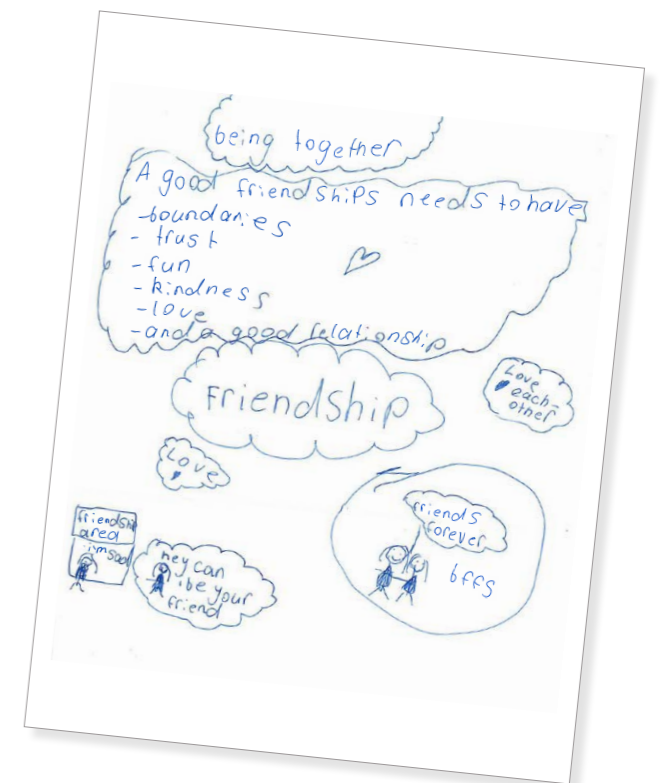 being together
A good friendships needs to have
-boundaries
- trust
-fun
-kindness
-love
-and a good relationship
Friendship
Love
each-
other
Love
friends
forever
bffs
friendship
area
i'm sad
hey can
i be your
friend